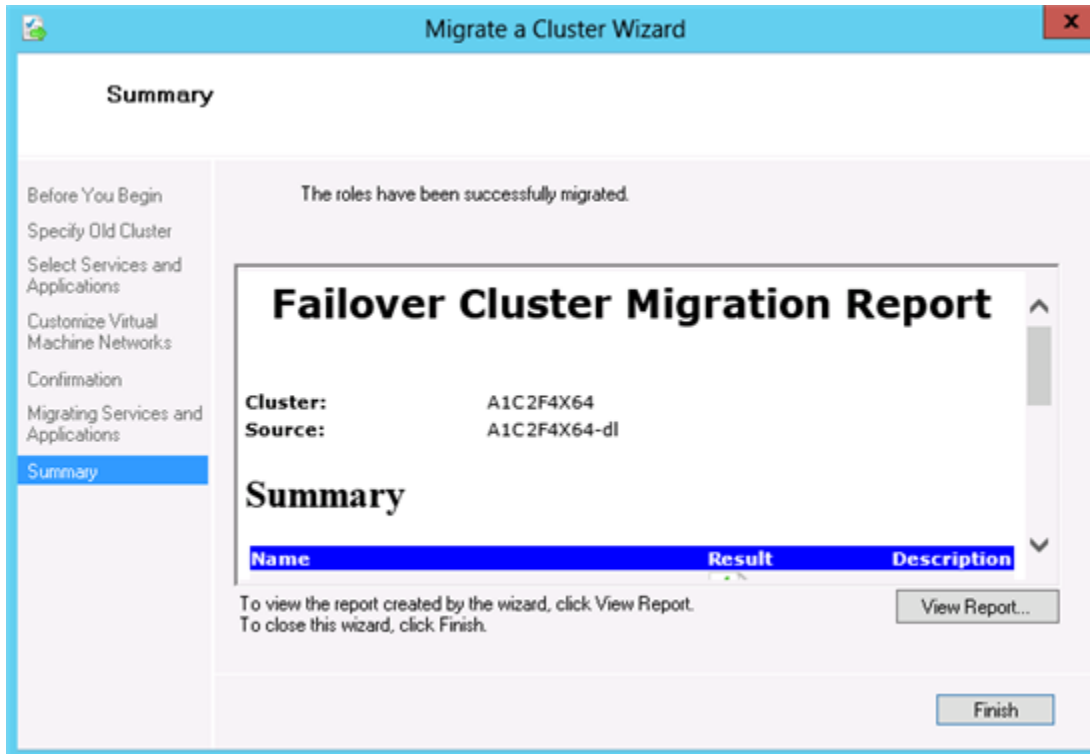 Migrate a Cluster Wizard
x
Summary
Before You Begin
Specify Old Cluster
Select Services and
Applications
Customize Virtual
Machine Networks
Confirmation
Migrating Services and
Applications
Summary
The roles have been successfully migrated.
Failover Cluster Migration Report
Cluster: A1C2F4X64
Source: A1C2F4X64-dl
Summary
Name Result Description
To view the report created by the wizard, click View Report.
To close this wizard, click Finish.
View Report...
Finish